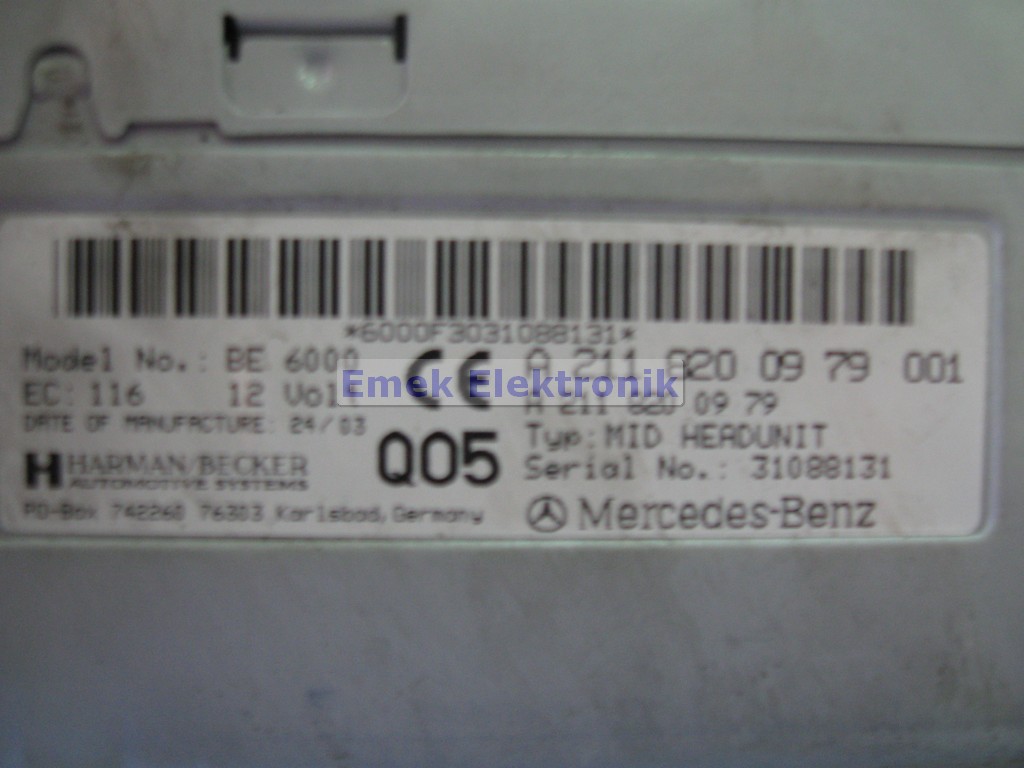 *6000F3031088131*
Model No.: BE 6000
A 211 820 09 79 001
Emek Elektronik
EC: 116 12 Vol
A 211 820 09 79
DATE OF MANUFACTURE: 24/03
Q05
Typ: MID HEADUNIT
HARMAN/BECKER
AUTOMOTIVE SYSTEMS
Serial No.: 31088131
PO-Box 742260 76303 Karlsbad, Germany
Mercedes-Benz
CE